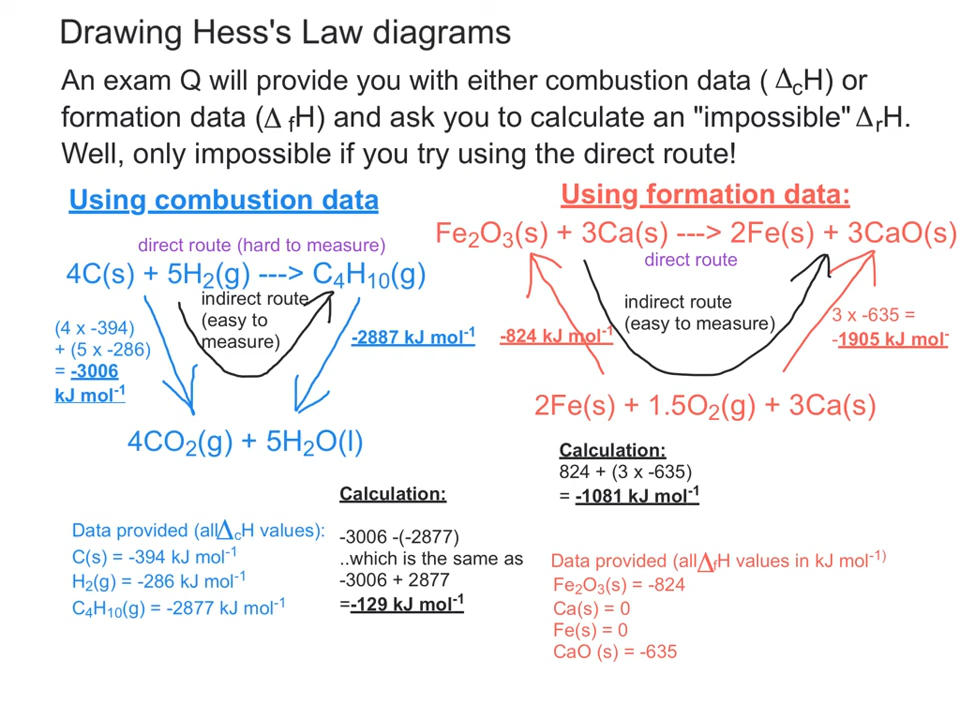 Drawing Hess's Law diagrams
An exam Q will provide you with either combustion data ( ΔcH) or
formation data (Δ fH) and ask you to calculate an "impossible" ΔrH.
Well, only impossible if you try using the direct route!
Using combustion data
direct route (hard to measure)
4C(s) + 5H₂(g) ---> C₄H₁₀(g)
indirect route
(easy to
measure)
(4 x -394)
+ (5 x -286)
= -3006
kJ mol⁻¹
-2887 kJ mol⁻¹
4CO₂(g) + 5H₂O(l)
Calculation:
-3006 -(-2877)
..which is the same as
-3006 + 2877
=-129 kJ mol⁻¹
Data provided (all ΔcH values):
C(s) = -394 kJ mol⁻¹
H₂(g) = -286 kJ mol⁻¹
C₄H₁₀(g) = -2877 kJ mol⁻¹
Using formation data:
Fe₂O₃(s) + 3Ca(s) ---> 2Fe(s) + 3CaO(s)
direct route
indirect route
(easy to measure)
-824 kJ mol⁻¹
3 x -635 =
-1905 kJ mol⁻
2Fe(s) + 1.5O₂(g) + 3Ca(s)
Calculation:
824 + (3 x -635)
= -1081 kJ mol⁻¹
Data provided (all ΔfH values in kJ mol⁻¹)
Fe₂O₃(s) = -824
Ca(s) = 0
Fe(s) = 0
CaO (s) = -635